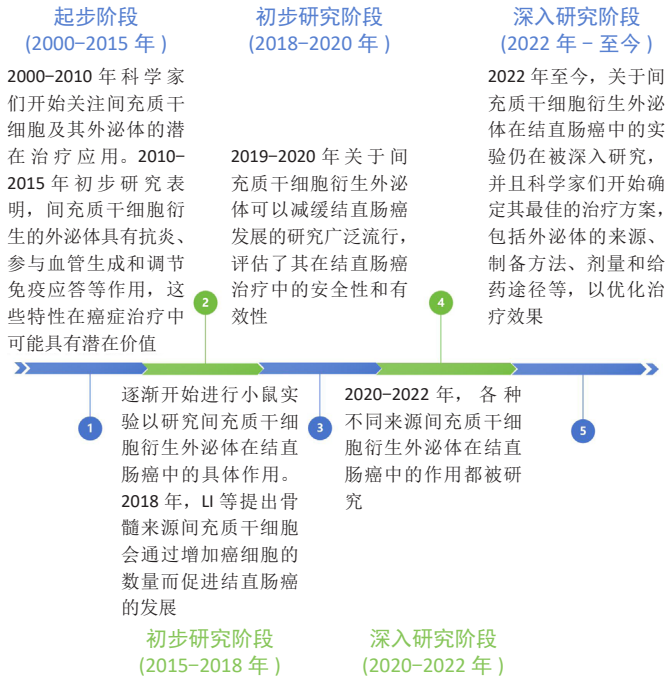 起步阶段
(2000-2015 年 )
2000-2010 年科学家
们开始关注间充质干
细胞及其外泌体的潜
在治疗应用。2010-
2015 年初步研究表
明，间充质干细胞衍
生的外泌体具有抗炎、
参与血管生成和调节
免疫应答等作用，这
些特性在癌症治疗中
可能具有潜在价值
1
初步研究阶段
(2015-2018 年 )
逐渐开始进行小鼠实
验以研究间充质干细
胞衍生外泌体在结直
肠癌中的具体作用。
2018 年，LI 等提出骨
髓来源间充质干细胞
会通过增加癌细胞的
数量而促进结直肠癌
的发展
2
初步研究阶段
(2018-2020 年 )
2019-2020 年关于间
充质干细胞衍生外泌
体可以减缓结直肠癌
发展的研究广泛流行，
评估了其在结直肠癌
治疗中的安全性和有
效性
3
深入研究阶段
(2020-2022 年 )
2020-2022 年，各种
不同来源间充质干细
胞衍生外泌体在结直
肠癌中的作用都被研
究
4
深入研究阶段
(2022 年 - 至今 )
2022 年至今，关于间
充质干细胞衍生外泌
体在结直肠癌中的实
验仍在被深入研究，
并且科学家们开始确
定其最佳的治疗方案，
包括外泌体的来源、
制备方法、剂量和给
药途径等，以优化治
疗效果
5